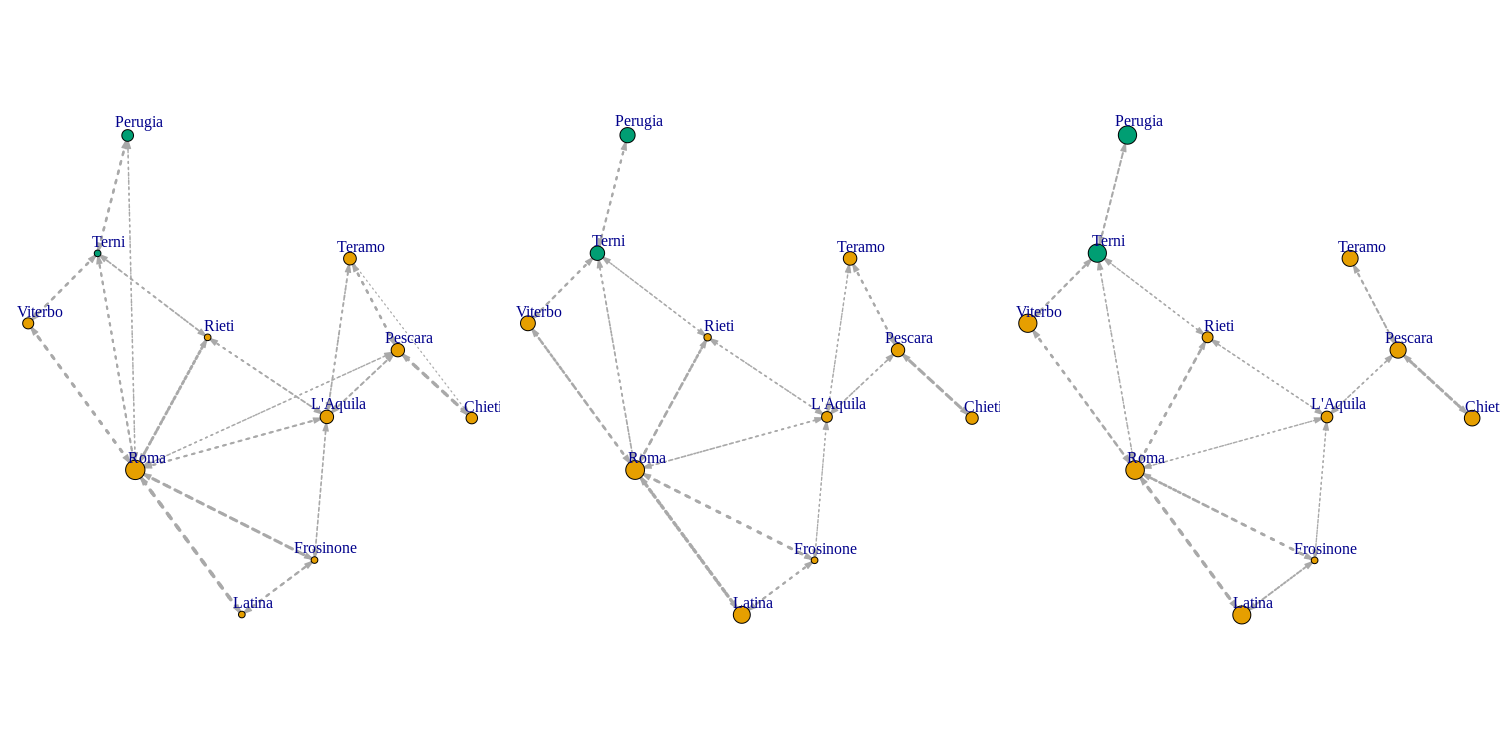 Perugia
Terni
Teramo
Viterbo
Rieti
Pescara
L'Aquila
Chieti
Roma
Frosinone
Latina
Perugia
Terni
Teramo
Viterbo
Rieti
Pescara
L'Aquila
Chieti
Roma
Frosinone
Latina
Perugia
Terni
Teramo
Viterbo
Rieti
Pescara
L'Aquila
Chiet
Roma
Frosinone
Latina